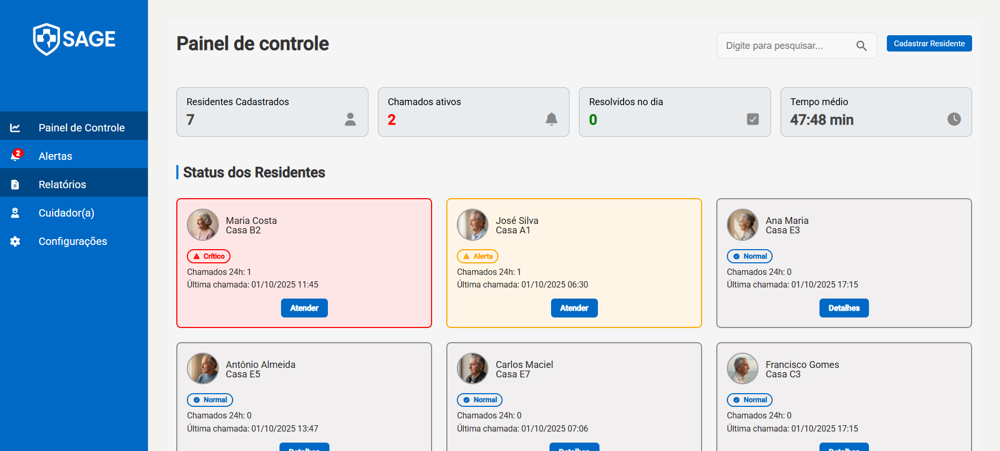 SAGE
Painel de Controle
2
Alertas
Relatórios
Cuidador(a)
Configurações
Painel de controle
Digite para pesquisar...
Cadastrar Residente
Residentes Cadastrados
7
Chamados ativos
2
Resolvidos no dia
0
Tempo médio
47:48 min
Status dos Residentes
Maria Costa
Casa B2
Crítico
Chamados 24h: 1
Última chamada: 01/10/2025 11:45
Atender
José Silva
Casa A1
Alerta
Chamados 24h: 1
Última chamada: 01/10/2025 06:30
Atender
Ana Maria
Casa E3
Normal
Chamados 24h: 0
Última chamada: 01/10/2025 17:15
Detalhes
Antônio Almeida
Casa E5
Normal
Chamados 24h: 0
Última chamada: 01/10/2025 13:47
Detalhes
Carlos Maciel
Casa E7
Normal
Chamados 24h: 0
Última chamada: 01/10/2025 07:06
Detalhes
Francisco Gomes
Casa C3
Normal
Chamados 24h: 0
Última chamada: 01/10/2025 17:15
Detalhes